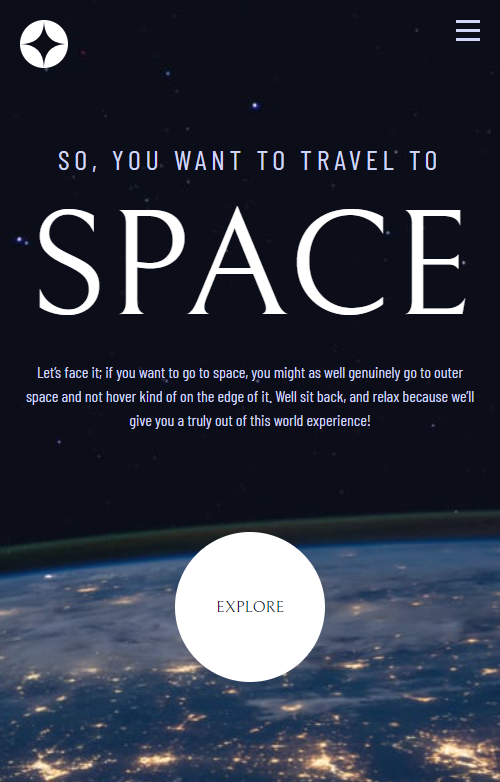 SO, YOU WANT TO TRAVEL TO
SPACE
Let’s face it; if you want to go to space, you might as well genuinely go to outer
space and not hover kind of on the edge of it. Well sit back, and relax because we’ll
give you a truly out of this world experience!
EXPLORE